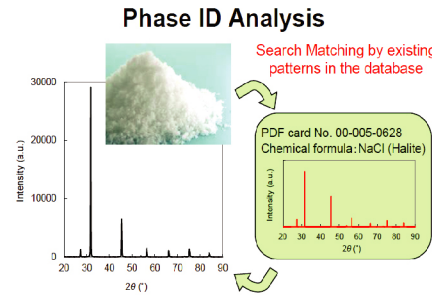 Phase ID Analysis
Search Matching by existing
patterns in the database
30000
20000
10000
0
Intensity (a.u.)
20 30 40 50 60 70 80 90
2θ (°)
PDF card No. 00-005-0628
Chemical formula:NaCl (Halite)
Intensity (a.u.)
20 30 40 50 60 70 80 90
2θ (°)